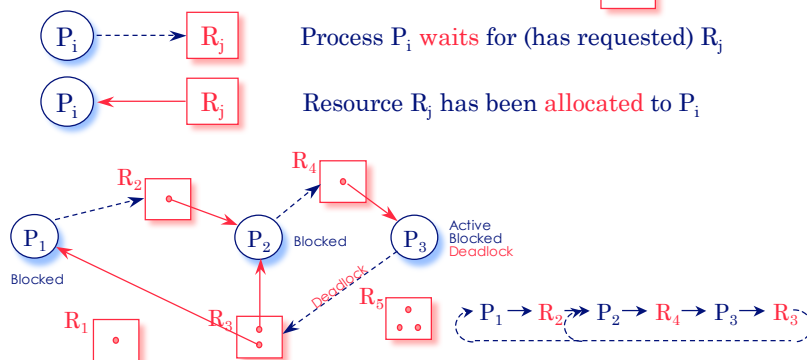 Pi Rj Process Pi waits for (has requested) Rj
Pi Rj Resource Rj has been allocated to Pi
R4
R2
P1
P2
Blocked
P3
Active
Blocked
Deadlock
Blocked
Deadlock
R1
R3
R5
P1 R2 P2 R4 P3 R3